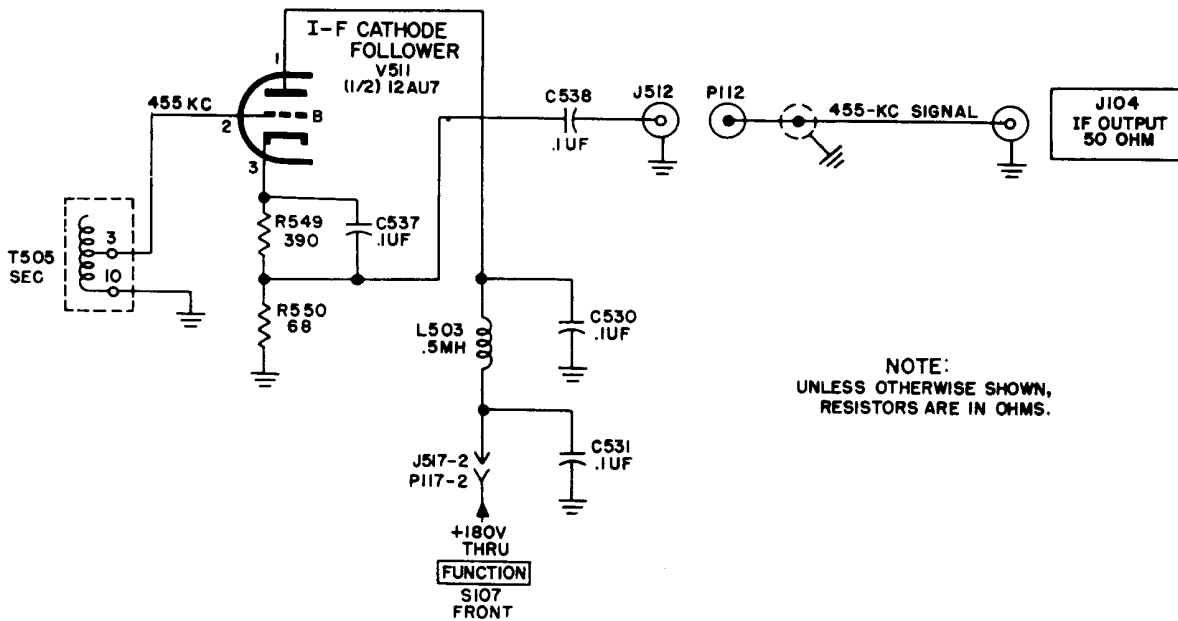 I-F CATHODE
FOLLOWER
V511
(1/2) 12AU7
1
455 KC
2
B
3
C538
.1UF
J512
P112
455-KC SIGNAL
J104
IF OUTPUT
50 OHM
T505
SEC
3
10
R549
390
C537
.1UF
R550
68
L503
.5MH
C530
.1UF
C531
.1UF
J517-2
P117-2
+180V
THRU
FUNCTION
S107
FRONT
NOTE:
UNLESS OTHERWISE SHOWN,
RESISTORS ARE IN OHMS.